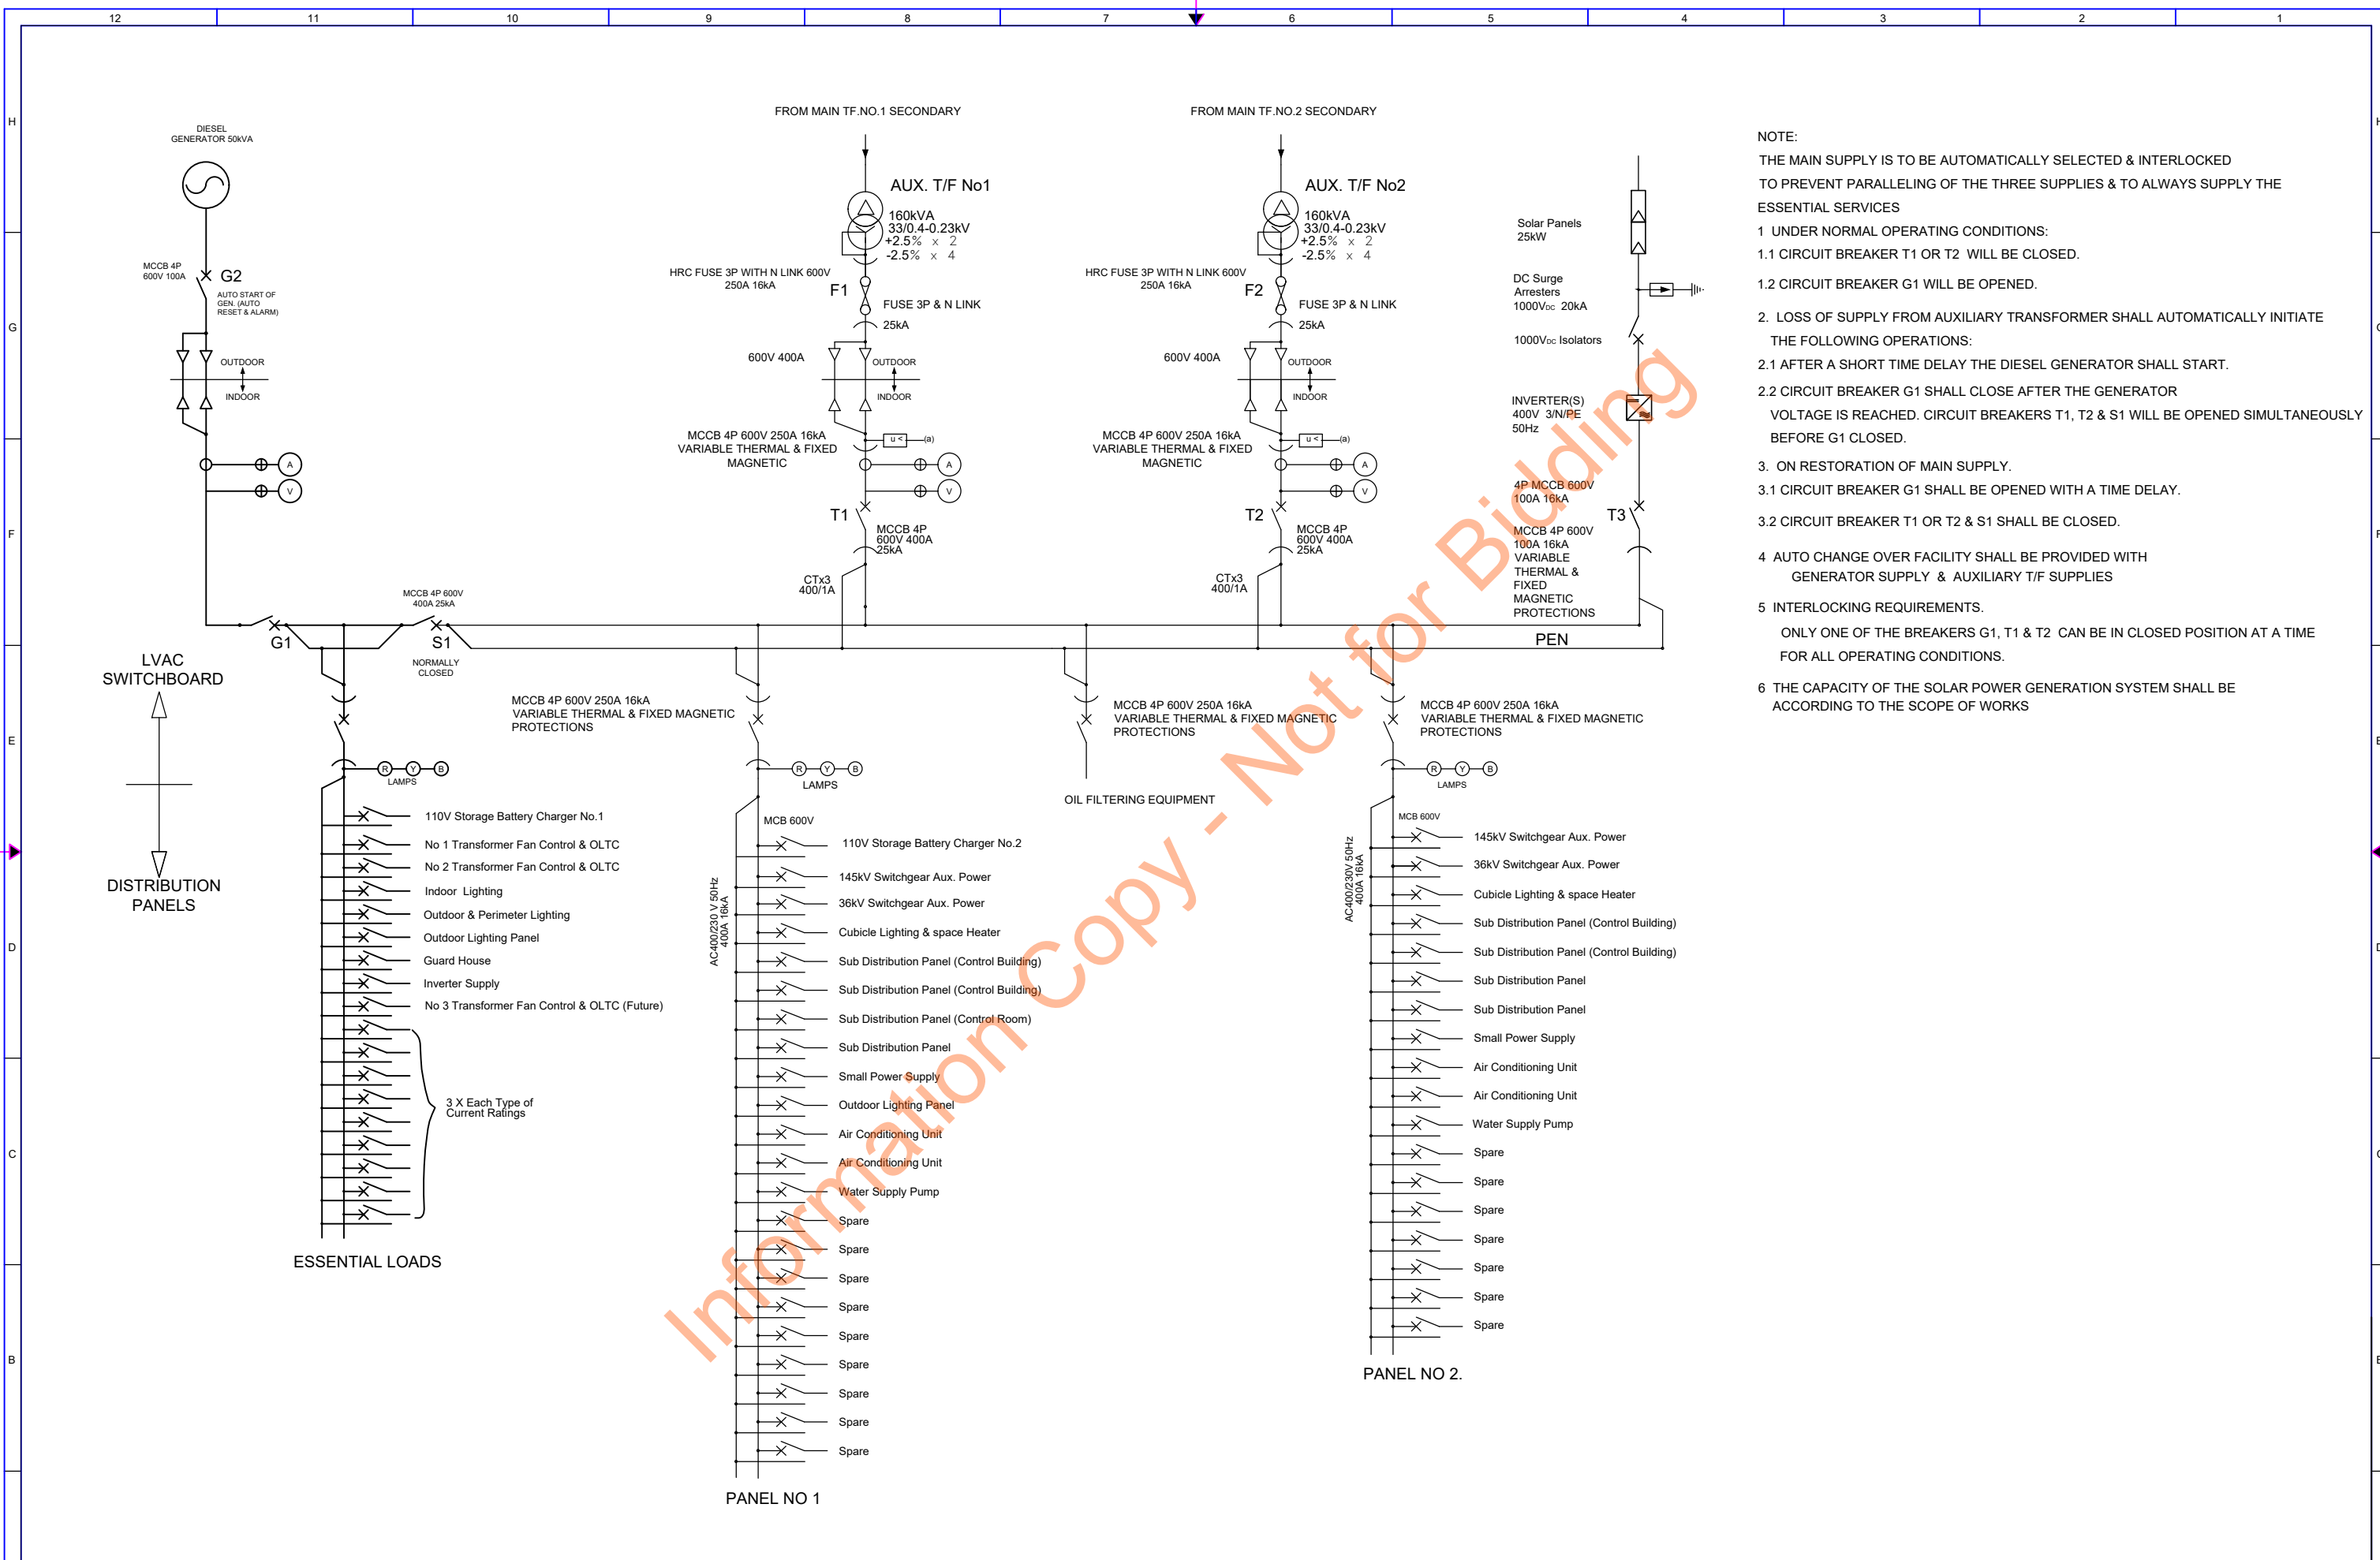 12 11 10 9 8 7 6 5 4 3 2 1
H
G
F
E
D
C
B
DIESEL
GENERATOR 50kVA
MCCB 4P
600V 100A
G2
AUTO START OF
GEN. (AUTO
RESET & ALARM)
OUTDOOR
INDOOR
A
V
G1
MCCB 4P 600V
400A 25kA
S1
NORMALLY
CLOSED
LVAC
SWITCHBOARD
DISTRIBUTION
PANELS
FROM MAIN TF.NO.1 SECONDARY
AUX. T/F No1
160kVA
33/0.4-0.23kV
+2.5% x 2
-2.5% x 4
HRC FUSE 3P WITH N LINK 600V
250A 16kA
F1
FUSE 3P & N LINK
25kA
600V 400A
OUTDOOR
INDOOR
MCCB 4P 600V 250A 16kA
VARIABLE THERMAL & FIXED
MAGNETIC
u < (a)
A
V
T1
MCCB 4P
600V 400A
25kA
CTx3
400/1A
FROM MAIN TF.NO.2 SECONDARY
AUX. T/F No2
160kVA
33/0.4-0.23kV
+2.5% x 2
-2.5% x 4
HRC FUSE 3P WITH N LINK 600V
250A 16kA
F2
FUSE 3P & N LINK
25kA
600V 400A
OUTDOOR
INDOOR
MCCB 4P 600V 250A 16kA
VARIABLE THERMAL & FIXED
MAGNETIC
u < (a)
A
V
T2
MCCB 4P
600V 400A
25kA
CTx3
400/1A
Solar Panels
25kW
DC Surge
Arresters
1000VDC 20kA
1000VDC Isolators
INVERTER(S)
400V 3/N/PE
50Hz
4P MCCB 600V
100A 16kA
T3
MCCB 4P 600V
100A 16kA
VARIABLE
THERMAL &
FIXED
MAGNETIC
PROTECTIONS
PEN
NOTE:
THE MAIN SUPPLY IS TO BE AUTOMATICALLY SELECTED & INTERLOCKED
TO PREVENT PARALLELING OF THE THREE SUPPLIES & TO ALWAYS SUPPLY THE
ESSENTIAL SERVICES
1 UNDER NORMAL OPERATING CONDITIONS:
1.1 CIRCUIT BREAKER T1 OR T2 WILL BE CLOSED.
1.2 CIRCUIT BREAKER G1 WILL BE OPENED.
2. LOSS OF SUPPLY FROM AUXILIARY TRANSFORMER SHALL AUTOMATICALLY INITIATE
THE FOLLOWING OPERATIONS:
2.1 AFTER A SHORT TIME DELAY THE DIESEL GENERATOR SHALL START.
2.2 CIRCUIT BREAKER G1 SHALL CLOSE AFTER THE GENERATOR
VOLTAGE IS REACHED. CIRCUIT BREAKERS T1, T2 & S1 WILL BE OPENED SIMULTANEOUSLY
BEFORE G1 CLOSED.
3. ON RESTORATION OF MAIN SUPPLY.
3.1 CIRCUIT BREAKER G1 SHALL BE OPENED WITH A TIME DELAY.
3.2 CIRCUIT BREAKER T1 OR T2 & S1 SHALL BE CLOSED.
4 AUTO CHANGE OVER FACILITY SHALL BE PROVIDED WITH
GENERATOR SUPPLY & AUXILIARY T/F SUPPLIES
5 INTERLOCKING REQUIREMENTS.
ONLY ONE OF THE BREAKERS G1, T1 & T2 CAN BE IN CLOSED POSITION AT A TIME
FOR ALL OPERATING CONDITIONS.
6 THE CAPACITY OF THE SOLAR POWER GENERATION SYSTEM SHALL BE
ACCORDING TO THE SCOPE OF WORKS
R Y B
LAMPS
110V Storage Battery Charger No.1
No 1 Transformer Fan Control & OLTC
No 2 Transformer Fan Control & OLTC
Indoor Lighting
Outdoor & Perimeter Lighting
Outdoor Lighting Panel
Guard House
Inverter Supply
No 3 Transformer Fan Control & OLTC (Future)
3 X Each Type of
Current Ratings
ESSENTIAL LOADS
MCCB 4P 600V 250A 16kA
VARIABLE THERMAL & FIXED MAGNETIC
PROTECTIONS
R Y B
LAMPS
MCB 600V
AC400/230 V 50Hz
400A 16kA
110V Storage Battery Charger No.2
145kV Switchgear Aux. Power
36kV Switchgear Aux. Power
Cubicle Lighting & space Heater
Sub Distribution Panel (Control Building)
Sub Distribution Panel (Control Building)
Sub Distribution Panel (Control Room)
Sub Distribution Panel
Small Power Supply
Outdoor Lighting Panel
Air Conditioning Unit
Air Conditioning Unit
Water Supply Pump
Spare
Spare
Spare
Spare
Spare
Spare
Spare
Spare
Spare
PANEL NO 1
MCCB 4P 600V 250A 16kA
VARIABLE THERMAL & FIXED MAGNETIC
PROTECTIONS
OIL FILTERING EQUIPMENT
MCCB 4P 600V 250A 16kA
VARIABLE THERMAL & FIXED MAGNETIC
PROTECTIONS
R Y B
LAMPS
MCB 600V
AC400/230V 50Hz
400A 16kA
145kV Switchgear Aux. Power
36kV Switchgear Aux. Power
Cubicle Lighting & space Heater
Sub Distribution Panel (Control Building)
Sub Distribution Panel (Control Building)
Sub Distribution Panel
Sub Distribution Panel
Small Power Supply
Air Conditioning Unit
Air Conditioning Unit
Water Supply Pump
Spare
Spare
Spare
Spare
Spare
Spare
Spare
PANEL NO 2.
Information Copy - Not for Bidding